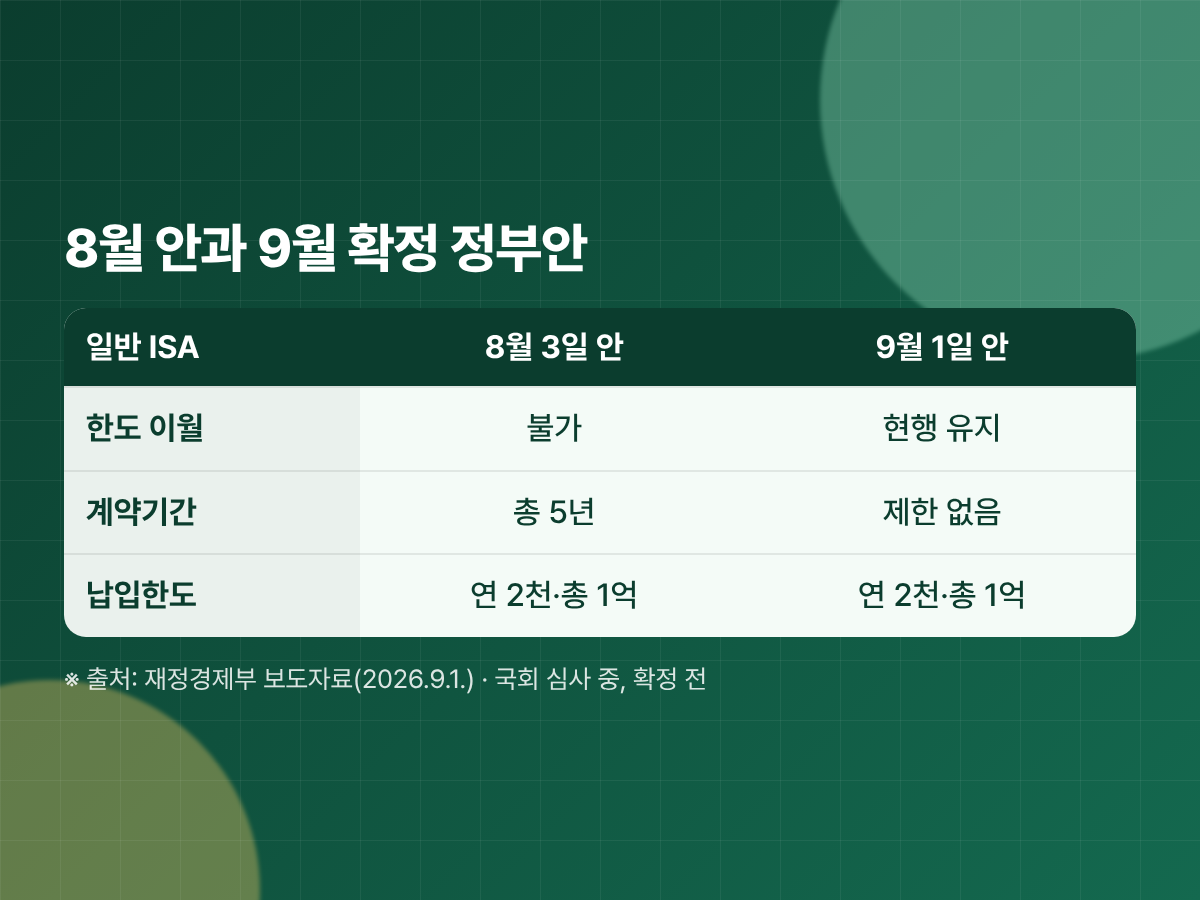 8월 안과 9월 확정 정부안
일반 ISA 8월 3일 안 9월 1일 안
한도 이월 불가 현행 유지
계약기간 총 5년 제한 없음
납입한도 연 2천·총 1억 연 2천·총 1억
※ 출처: 재정경제부 보도자료(2026.9.1.) · 국회 심사 중, 확정 전